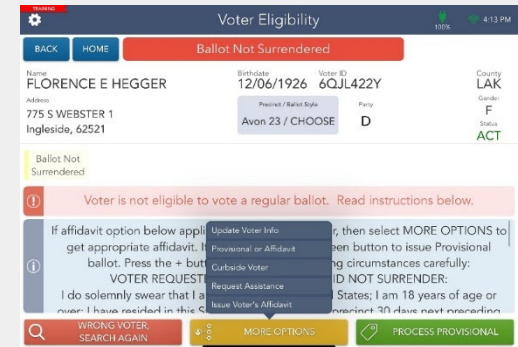 TRAINING
Voter Eligibility
100%
4:13 PM
BACK
HOME
Ballot Not Surrendered
Name
FLORENCE E HEGGER
Birthdate
12/06/1926
Voter ID
6QJL422Y
County
LAK
Address
775 S WEBSTER 1
Ingleside, 62521
Precinct / Ballot Style
Avon 23 / CHOOSE
Party
D
Gender
F
Status
ACT
Ballot Not
Surrendered
Voter is not eligible to vote a regular ballot. Read instructions below.
If affidavit option below appli r, then select MORE OPTIONS to
get appropriate affidavit. I een button to issue Provisional
ballot. Press the + butt ng circumstances carefully:
VOTER REQUESTE ID NOT SURRENDER:
I do solemnly swear that I a States; I am 18 years of age or
over; I have resided in this S precinct 30 days next preceding
Update Voter Info
Provisional or Affidavit
Curbside Voter
Request Assistance
Issue Voter's Affidavit
WRONG VOTER,
SEARCH AGAIN
MORE OPTIONS
PROCESS PROVISIONAL